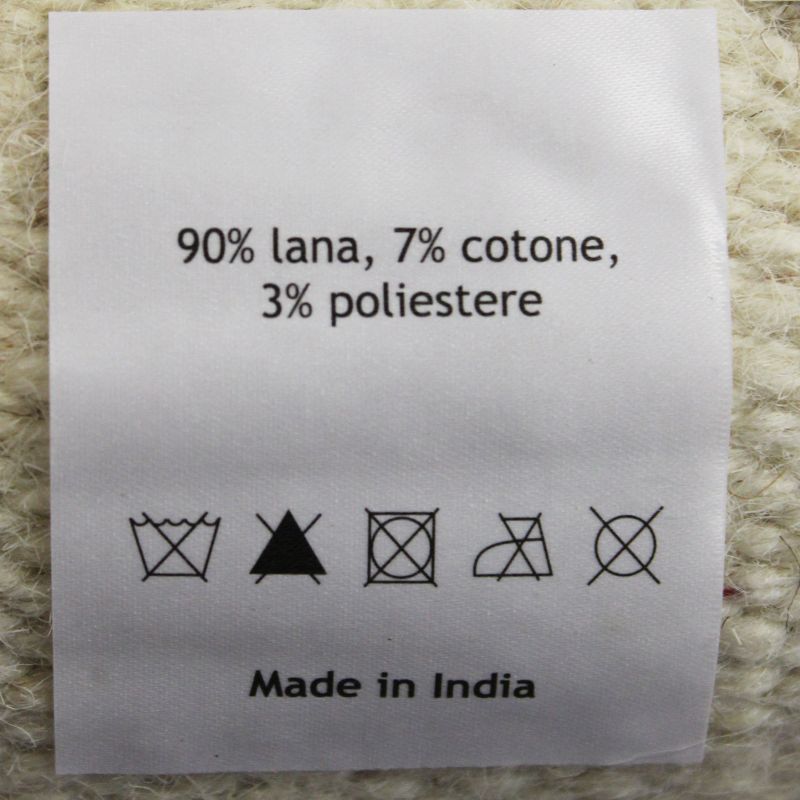 90% lana, 7% cotone,
3% poliestere
Made in India